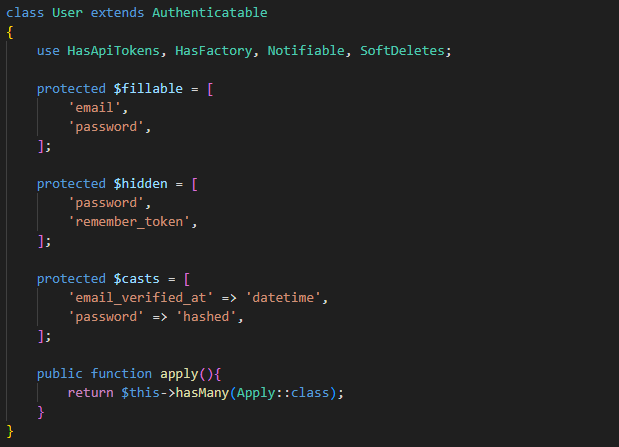 class User extends Authenticatable
{
    use HasApiTokens, HasFactory, Notifiable, SoftDeletes;
    protected $fillable = [
        'email',
        'password',
    ];
    protected $hidden = [
        'password',
        'remember_token',
    ];
    protected $casts = [
        'email_verified_at' => 'datetime',
        'password' => 'hashed',
    ];
    public function apply(){
        return $this->hasMany(Apply::class);
    }
}